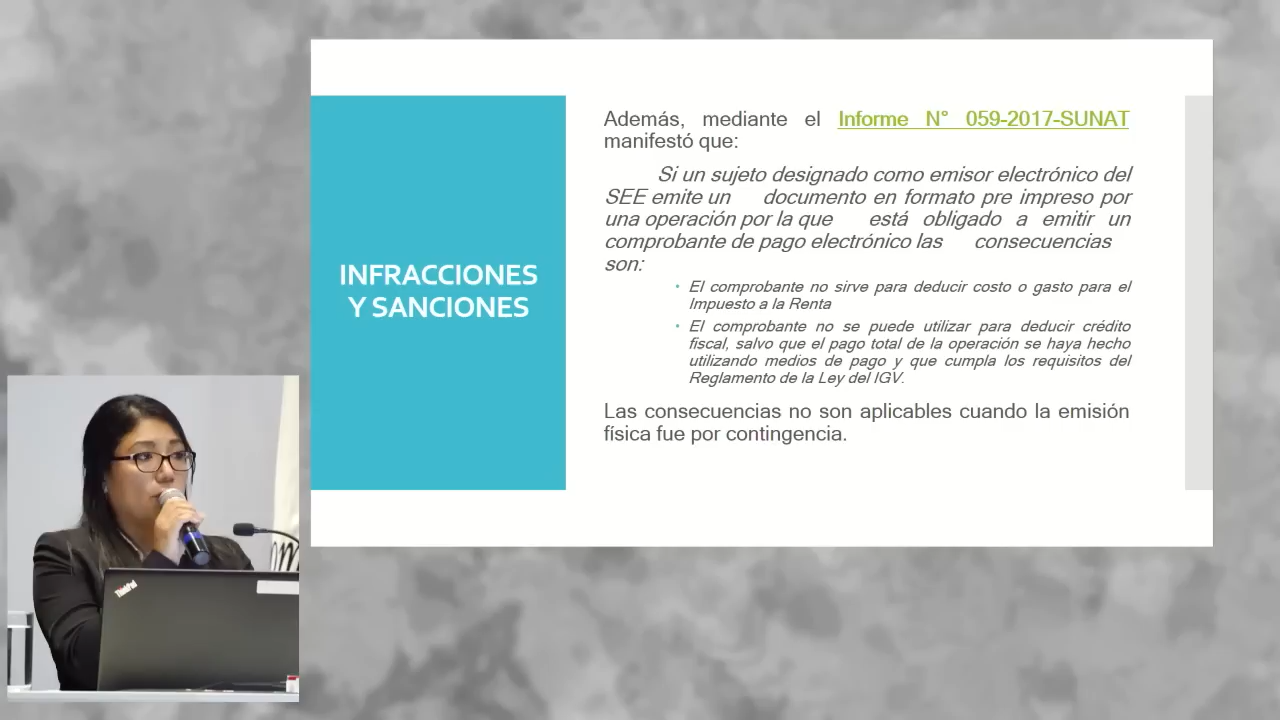 Además, mediante el Informe N° 059-2017-SUNAT
manifestó que:
Si un sujeto designado como emisor electrónico del
SEE emite un documento en formato pre impreso por
una operación por la que está obligado a emitir un
comprobante de pago electrónico las consecuencias
son:
• El comprobante no sirve para deducir costo o gasto para el
Impuesto a la Renta
• El comprobante no se puede utilizar para deducir crédito
fiscal, salvo que el pago total de la operación se haya hecho
utilizando medios de pago y que cumpla los requisitos del
Reglamento de la Ley del IGV.
Las consecuencias no son aplicables cuando la emisión
física fue por contingencia.
INFRACCIONES
Y SANCIONES
ThinkPad